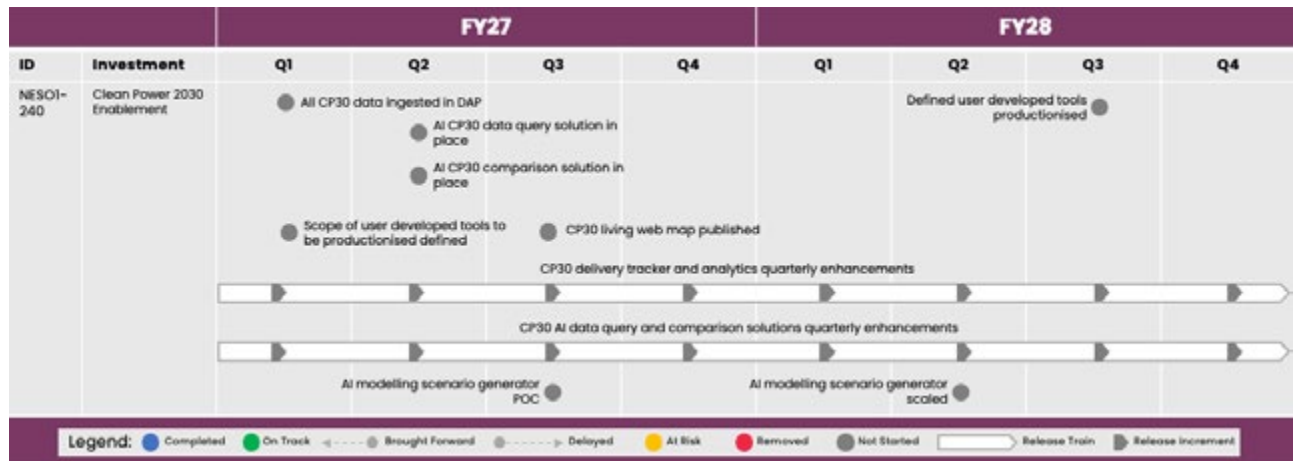 FY27 FY28
ID Investment Q1 Q2 Q3 Q4 Q1 Q2 Q3 Q4
NESO1-
240
Clean Power 2030
Enablement
All CP30 data ingested in DAP
Defined user developed tools
productionised
AI CP30 data query solution in
place
AI CP30 comparison solution in
place
Scope of user developed tools to
be productionised defined
CP30 living web map published
CP30 delivery tracker and analytics quarterly enhancements
CP30 AI data query and comparison solutions quarterly enhancements
AI modelling scenario generator
POC
AI modelling scenario generator
scaled
Legend: Completed On Track Brought Forward Delayed At Risk Removed Not Started Release Train Release Increment